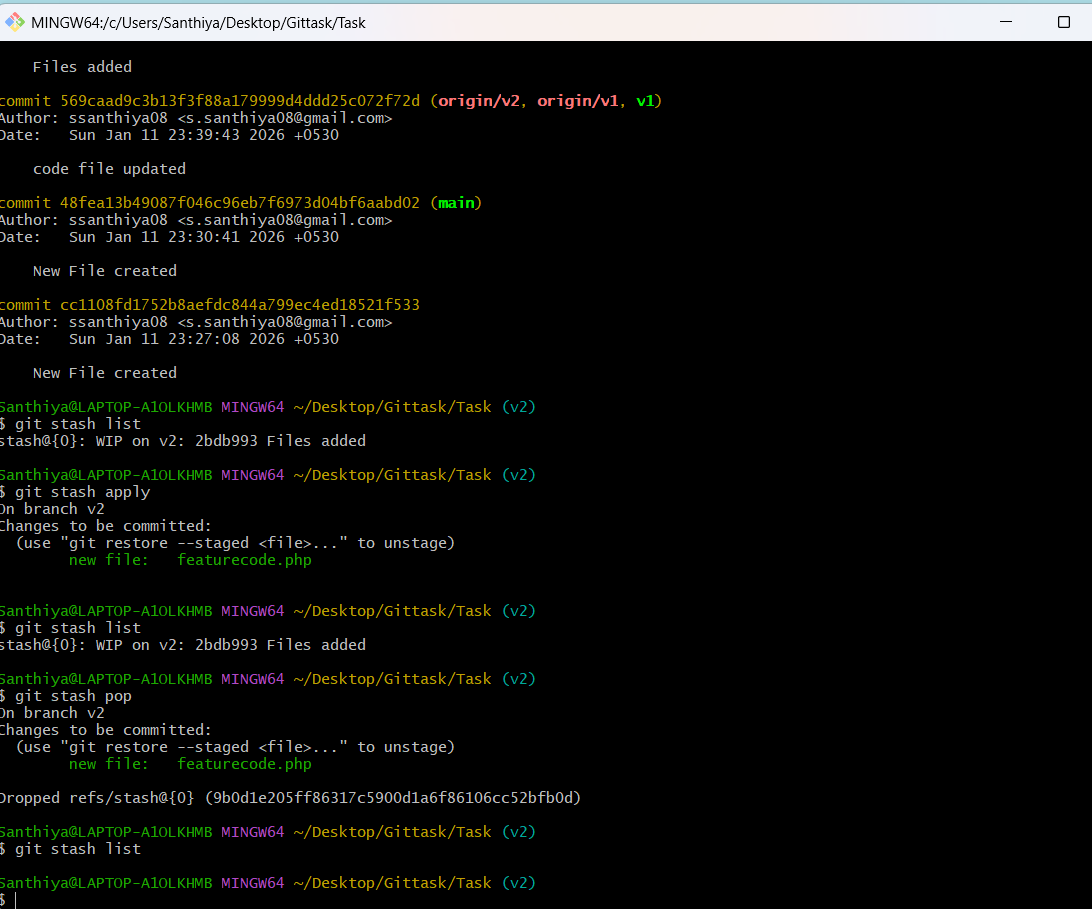 MINGW64:/c/Users/Santhiya/Desktop/Gittask/Task
Files added
commit 569caad9c3b13f3f88a179999d4ddd25c072f72d (origin/v2, origin/v1, v1)
Author: ssanthiya08 <s.santhiya08@gmail.com>
Date:   Sun Jan 11 23:39:43 2026 +0530
code file updated
commit 48fea13b49087f046c96eb7f6973d04bf6aabd02 (main)
Author: ssanthiya08 <s.santhiya08@gmail.com>
Date:   Sun Jan 11 23:30:41 2026 +0530
New File created
commit cc1108fd1752b8aefdc844a799ec4ed18521f533
Author: ssanthiya08 <s.santhiya08@gmail.com>
Date:   Sun Jan 11 23:27:08 2026 +0530
New File created
Santhiya@LAPTOP-A1OLKHMB MINGW64 ~/Desktop/Gittask/Task (v2)
$ git stash list
stash@{0}: WIP on v2: 2bdb993 Files added
Santhiya@LAPTOP-A1OLKHMB MINGW64 ~/Desktop/Gittask/Task (v2)
$ git stash apply
On branch v2
Changes to be committed:
(use "git restore --staged <file>..." to unstage)
new file:   featurecode.php
Santhiya@LAPTOP-A1OLKHMB MINGW64 ~/Desktop/Gittask/Task (v2)
$ git stash list
stash@{0}: WIP on v2: 2bdb993 Files added
Santhiya@LAPTOP-A1OLKHMB MINGW64 ~/Desktop/Gittask/Task (v2)
$ git stash pop
On branch v2
Changes to be committed:
(use "git restore --staged <file>..." to unstage)
new file:   featurecode.php
Dropped refs/stash@{0} (9b0d1e205ff86317c5900d1a6f86106cc52bfb0d)
Santhiya@LAPTOP-A1OLKHMB MINGW64 ~/Desktop/Gittask/Task (v2)
$ git stash list
Santhiya@LAPTOP-A1OLKHMB MINGW64 ~/Desktop/Gittask/Task (v2)
$